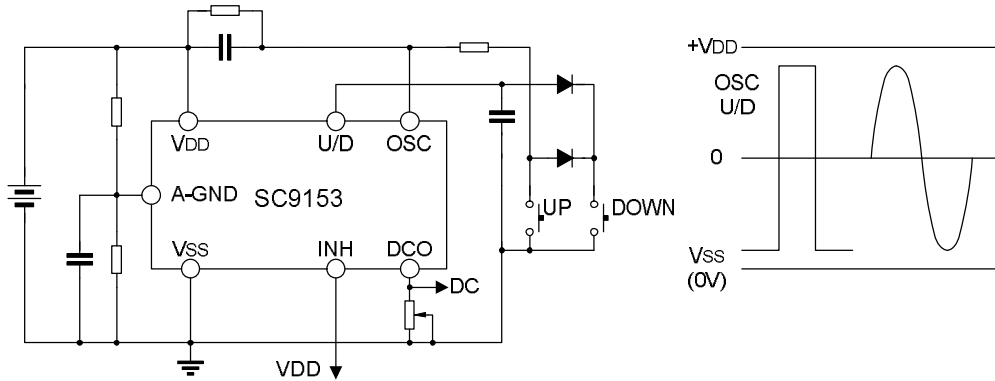 +VDD
OSC
U/D
VDD
U/D
OSC
0
A-GND
SC9153
UP
DOWN
VSS
INH
DCO
VSS
(0V)
DC
VDD